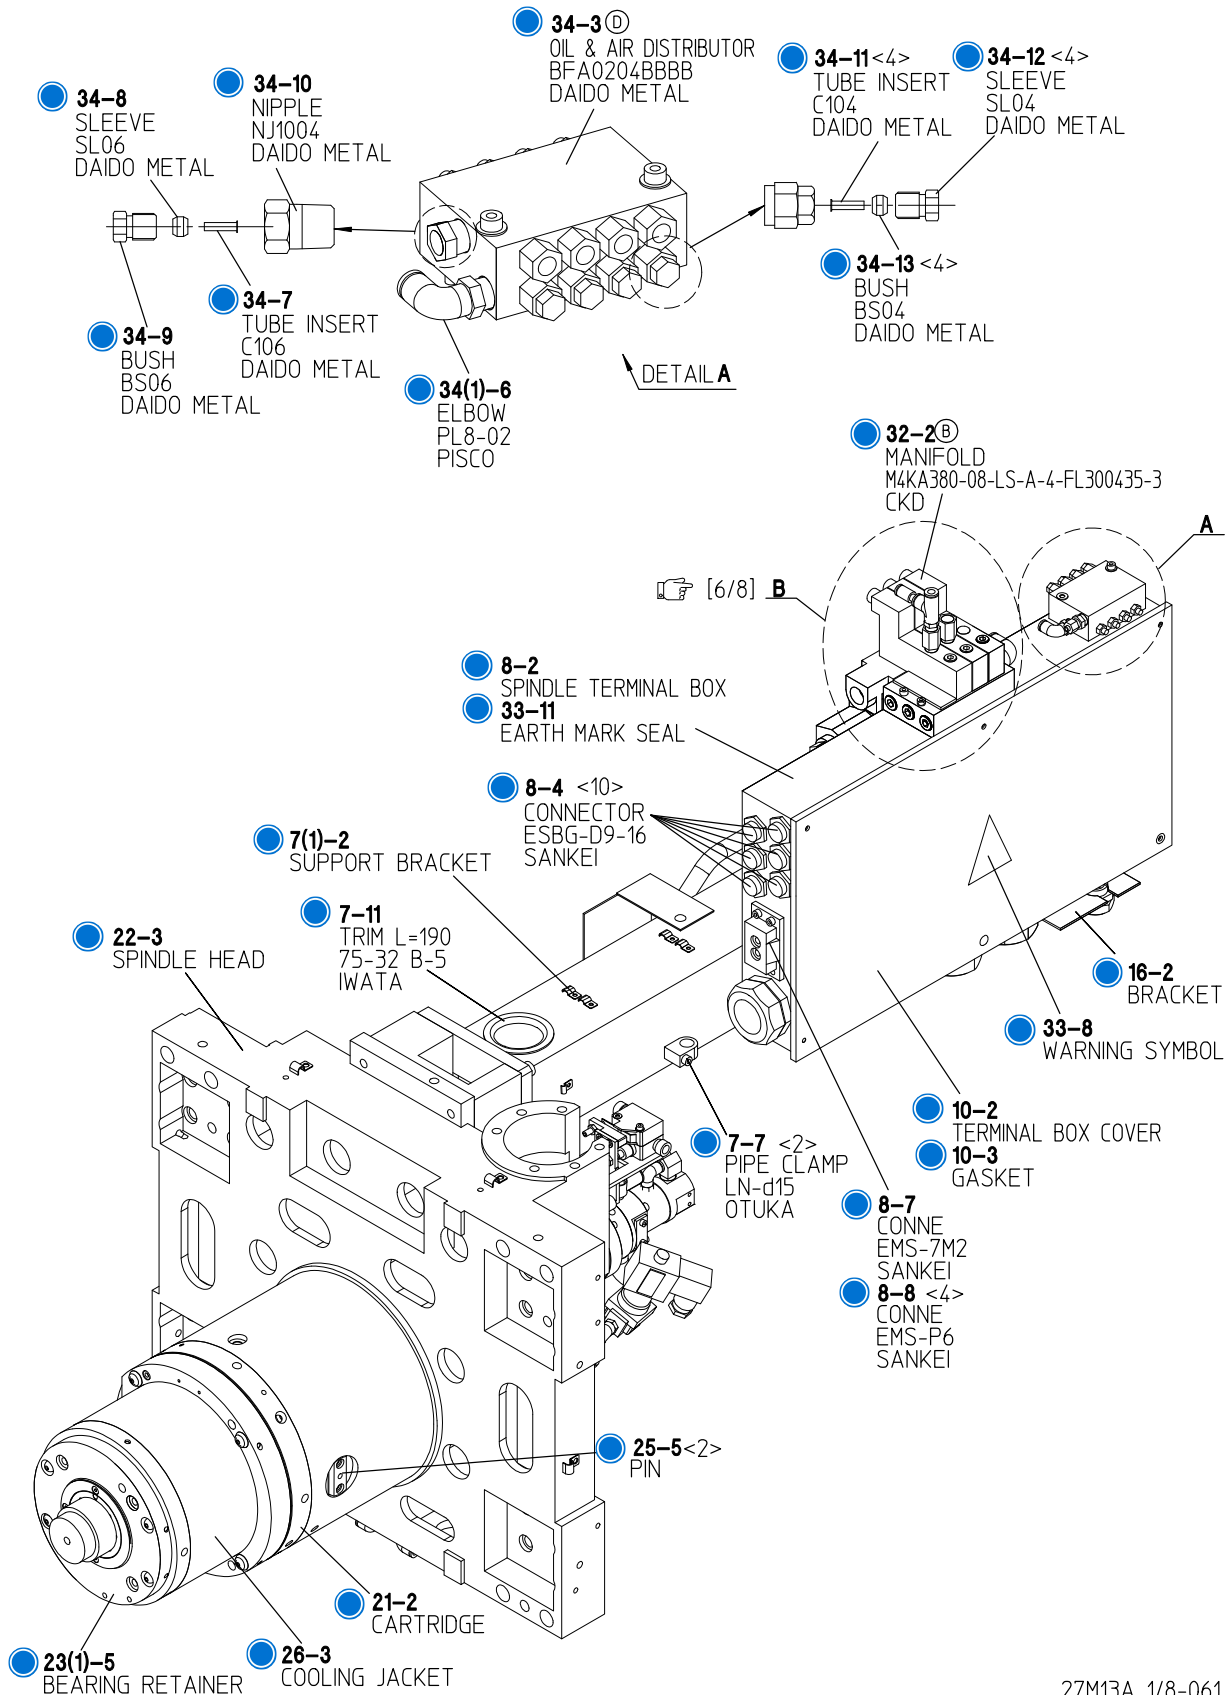 34-3 Ⓓ
OIL & AIR DISTRIBUTOR
BFA0204BBBB
DAIDO METAL
34-11 <4>
TUBE INSERT
C104
DAIDO METAL
34-12 <4>
SLEEVE
SL04
DAIDO METAL
34-10
NIPPLE
NJ1004
DAIDO METAL
34-8
SLEEVE
SL06
DAIDO METAL
34-13 <4>
BUSH
BS04
DAIDO METAL
34-7
TUBE INSERT
C106
DAIDO METAL
34-9
BUSH
BS06
DAIDO METAL
DETAIL A
34(1)-6
ELBOW
PL8-02
PISCO
32-2 Ⓑ
MANIFOLD
M4KA380-08-LS-A-4-FL300435-3
CKD
A
[6/8] B
8-2
SPINDLE TERMINAL BOX
33-11
EARTH MARK SEAL
8-4 <10>
CONNECTOR
ESBG-D9-16
SANKEI
7(1)-2
SUPPORT BRACKET
7-11
TRIM L=190
75-32 B-5
IWATA
22-3
SPINDLE HEAD
16-2
BRACKET
33-8
WARNING SYMBOL
10-2
TERMINAL BOX COVER
10-3
GASKET
7-7 <2>
PIPE CLAMP
LN-d15
OTUKA
8-7
CONNE
EMS-7M2
SANKEI
8-8 <4>
CONNE
EMS-P6
SANKEI
25-5 <2>
PIN
21-2
CARTRIDGE
26-3
COOLING JACKET
23(1)-5
BEARING RETAINER
27M13A 1/8-061